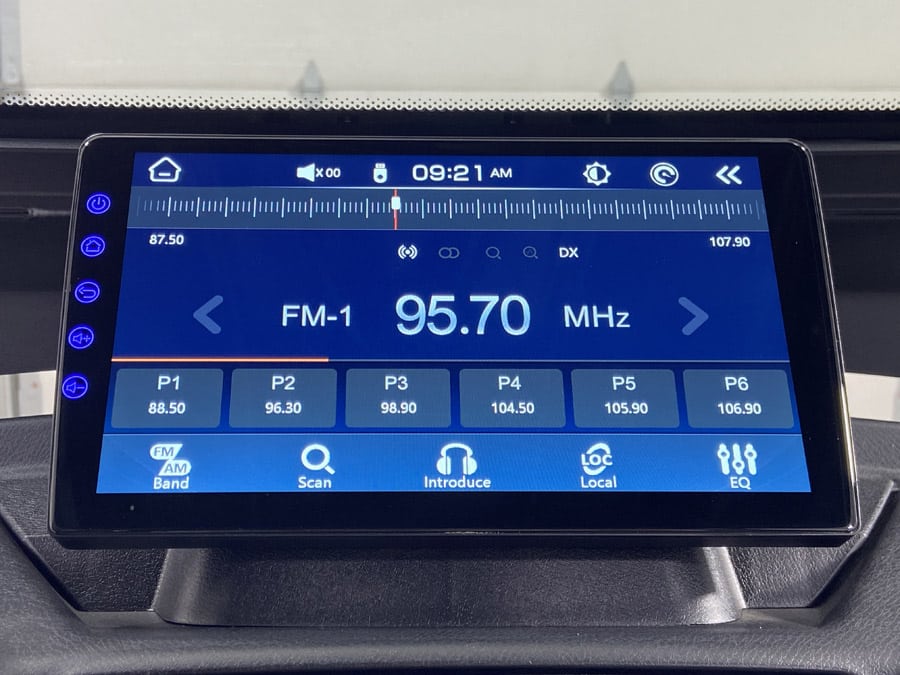 x 00 09:21 AM
87.50 107.90
DX
FM-1 95.70 MHz
P1 P2 P3 P4 P5 P6
88.50 96.30 98.90 104.50 105.90 106.90
FM
AM LOC
Band Scan Introduce Local EQ